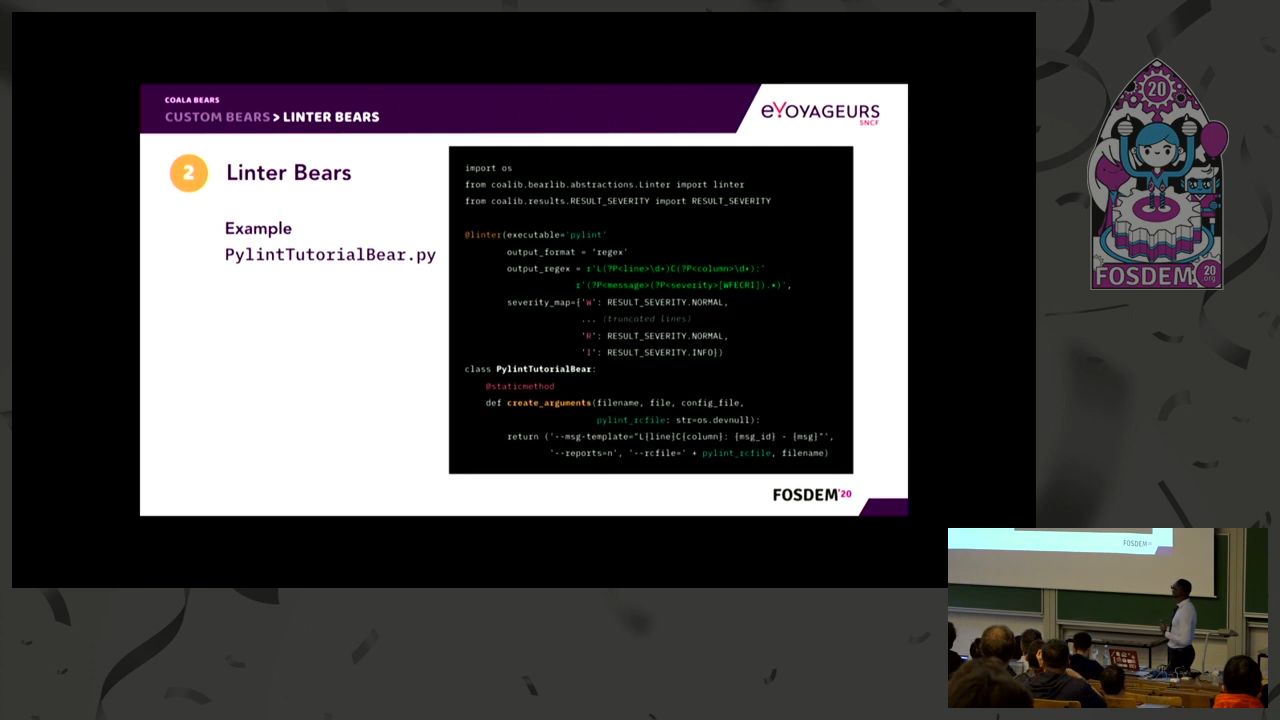 COALA BEARS
CUSTOM BEARS > LINTER BEARS
eVOYAGEURS
SNCF
2 Linter Bears
Example
PylintTutorialBear.py
import os
from coalib.bearlib.abstractions.Linter import linter
from coalib.results.RESULT_SEVERITY import RESULT_SEVERITY
@linter(executable='pylint'
output_format = 'regex'
output_regex = r'L(?P<line>\d*)C(?P<column>\d*):'
r'(?P<message>(?P<severity>[WFECRI]).*)',
severity_map={'W': RESULT_SEVERITY.NORMAL,
... (truncated lines)
'R': RESULT_SEVERITY.NORMAL,
'I': RESULT_SEVERITY.INFO})
class PylintTutorialBear:
@staticmethod
def create_arguments(filename, file, config_file,
pylint_rcfile: str=os.devnull):
return ('--msg-template="L{line}C{column}: {msg_id} - {msg}"',
'--reports=n', '--rcfile=' + pylint_rcfile, filename)
FOSDEM'20
20
FOSDEM 20
.org
FOSDEM'20